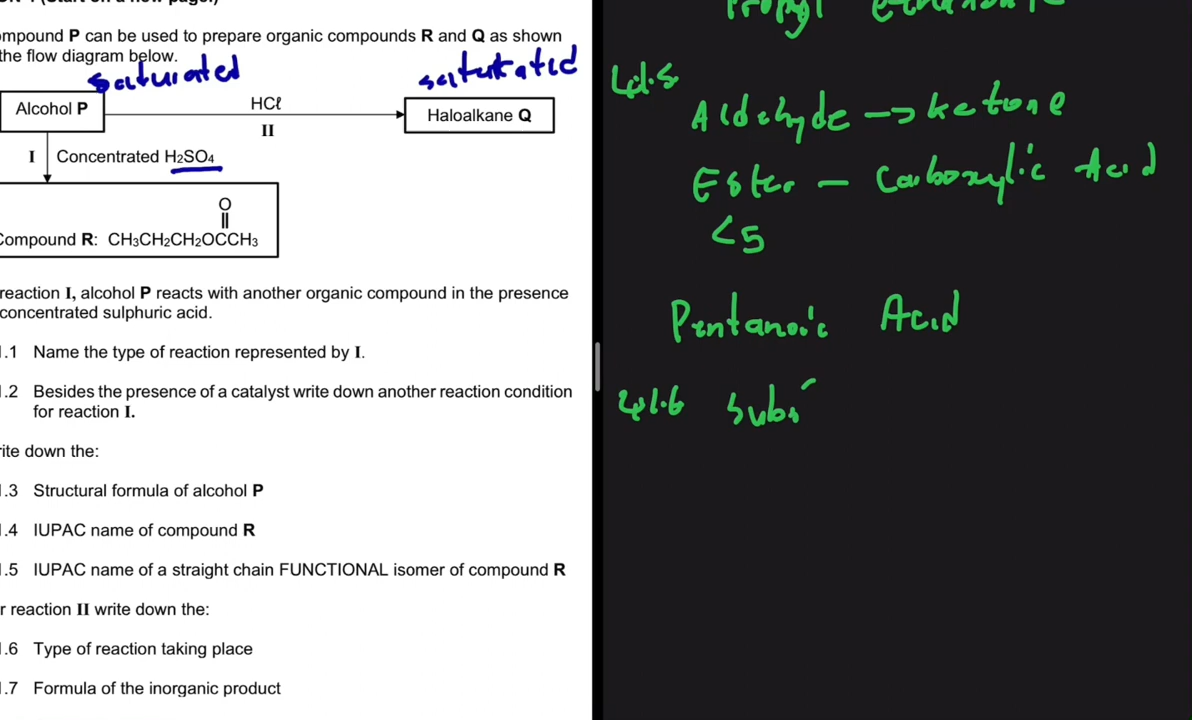 ompound P can be used to prepare organic compounds R and Q as shown
the flow diagram below.
saturated
saturated
Alcohol P
HCℓ
II
Haloalkane Q
I Concentrated H₂SO₄
O
||
Compound R: CH₃CH₂CH₂OCCH₃
reaction I, alcohol P reacts with another organic compound in the presence
concentrated sulphuric acid.
.1 Name the type of reaction represented by I.
.2 Besides the presence of a catalyst write down another reaction condition
for reaction I.
ite down the:
.3 Structural formula of alcohol P
.4 IUPAC name of compound R
.5 IUPAC name of a straight chain FUNCTIONAL isomer of compound R
r reaction II write down the:
.6 Type of reaction taking place
.7 Formula of the inorganic product
Propyl
4.1.5
Aldehyde → ketone
Ester – Carboxylic Acid
<5
Pentanoic Acid
4.1.6 subs